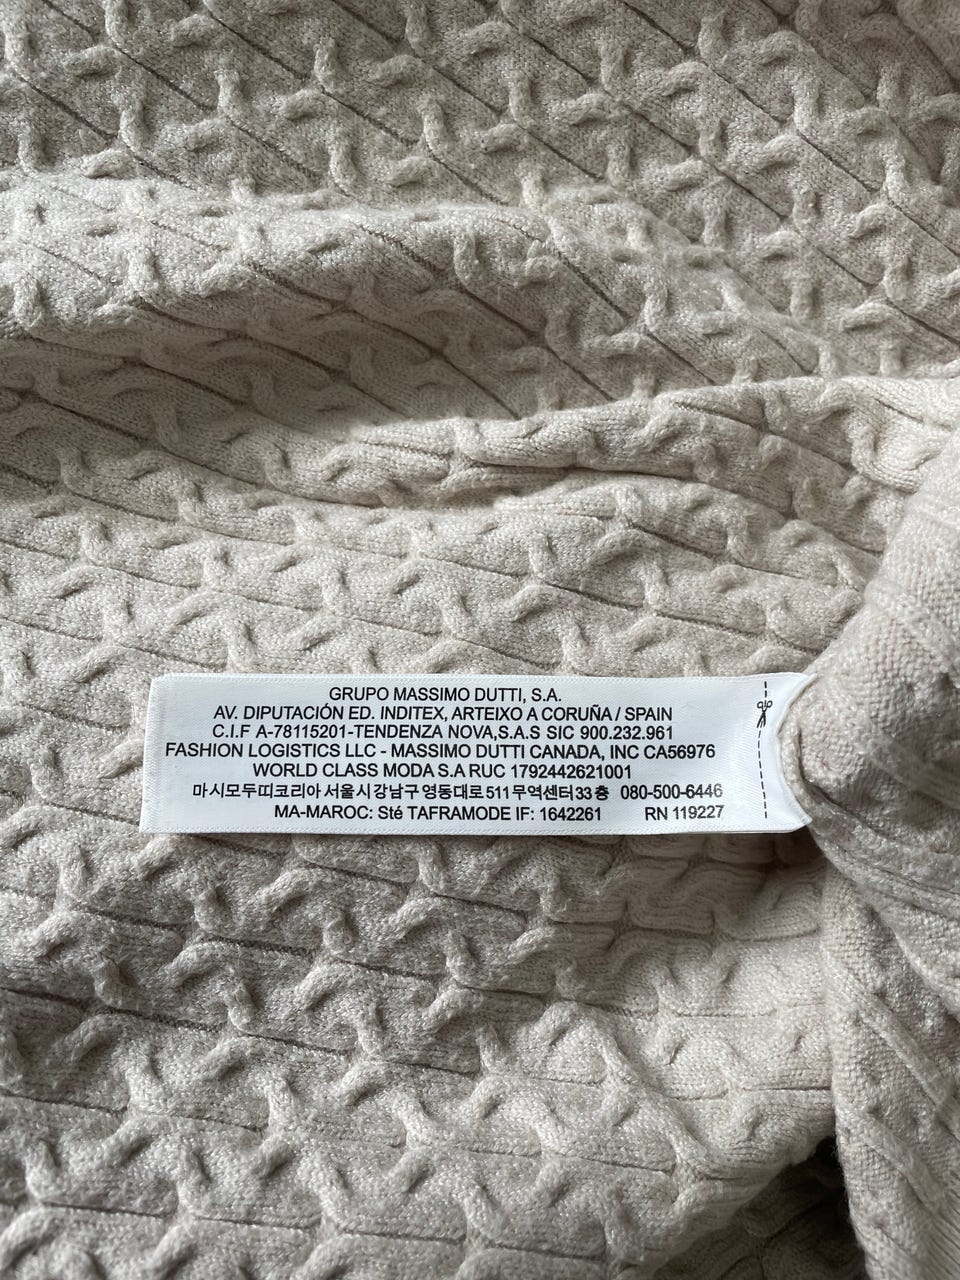 GRUPO MASSIMO DUTTI, S.A.
AV. DIPUTACIÓN ED. INDITEX, ARTEIXO A CORUÑA / SPAIN
C.I.F A-78115201-TENDENZA NOVA,S.A.S SIC 900.232.961
FASHION LOGISTICS LLC - MASSIMO DUTTI CANADA, INC CA56976
WORLD CLASS MODA S.A RUC 1792442621001
마시모두띠코리아 서울시강남구영동대로511무역센터33층 080-500-6446
MA-MAROC: Sté TAFRAMODE IF: 1642261 RN 119227